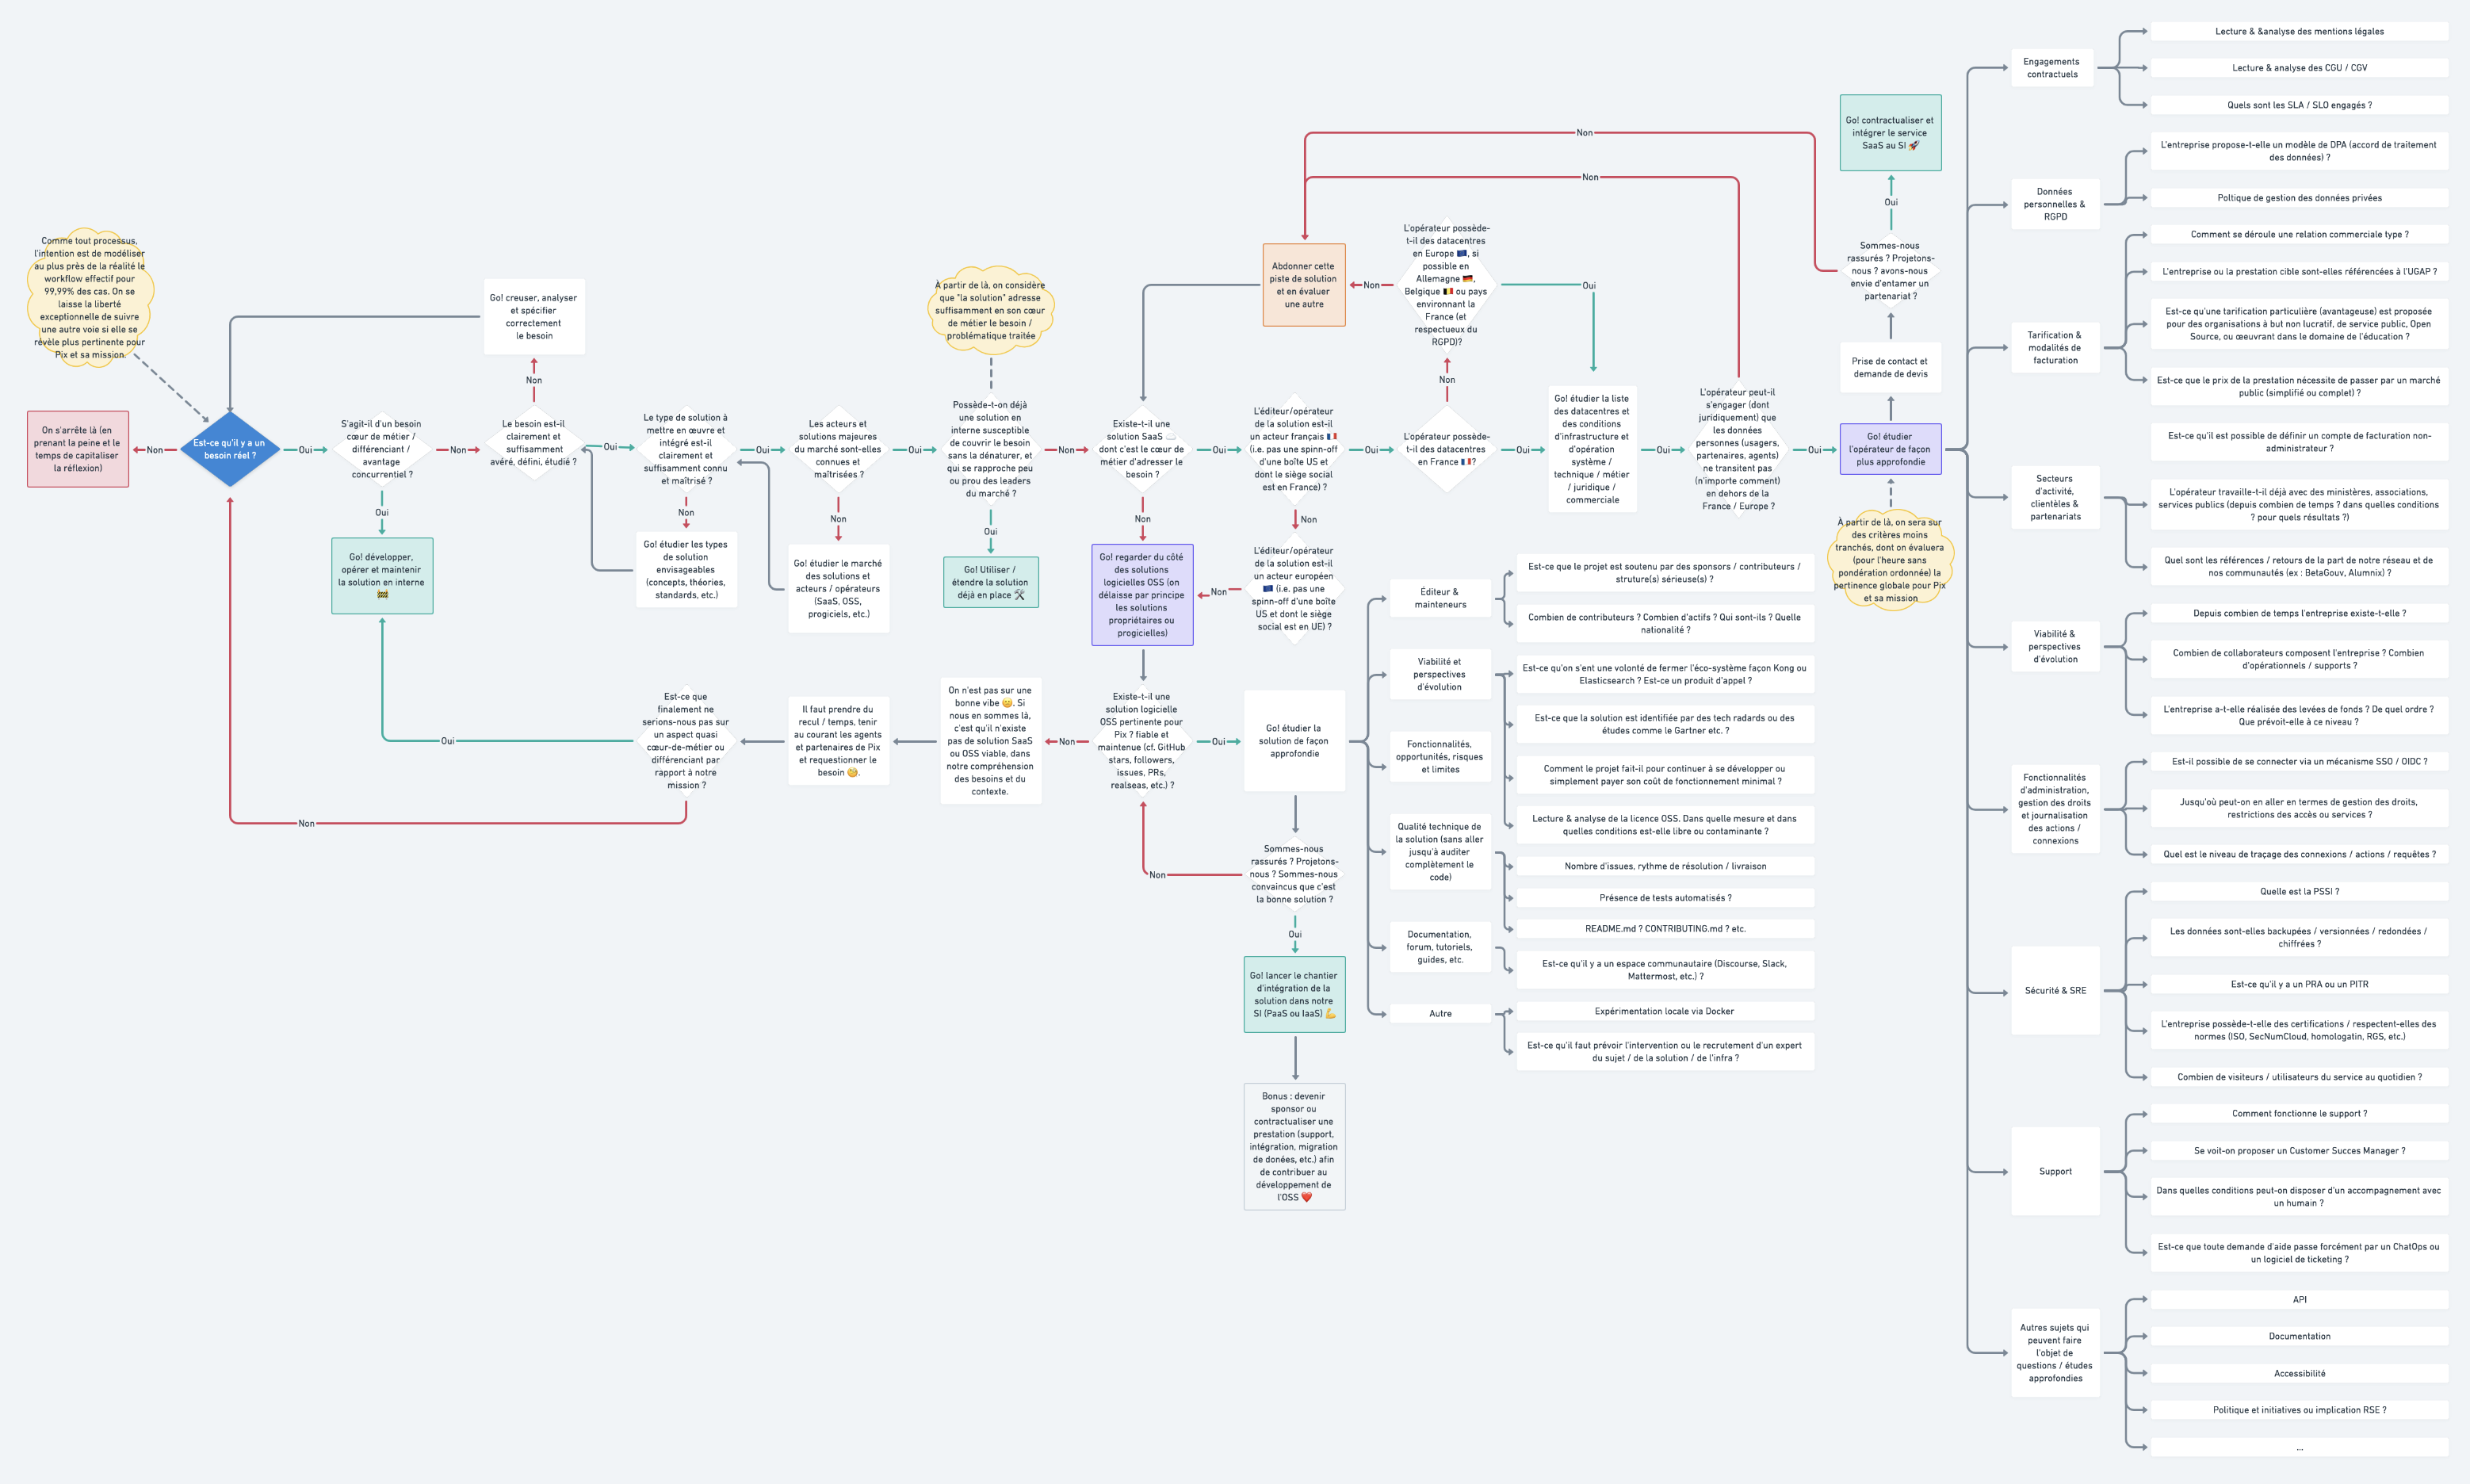 Comme tout processus,
l'intention est de modéliser
au plus près de la réalité le
workflow effectif pour
99,99% des cas. On se
laisse la liberté
exceptionnelle de suivre
une autre voie si elle se
révèle plus pertinente pour
Pix et sa mission.
On s'arrête là (en
prenant la peine et le
temps de capitaliser
la réflexion)
Non
Est-ce qu'il y a un
besoin réel ?
Oui
S'agit-il d'un besoin
cœur de métier /
différenciant /
avantage
concurrentiel ?
Oui
Go! développer,
opérer et maintenir
la solution en interne
🚧
Non
Le besoin est-il
clairement et
suffisamment
avéré, défini, étudié ?
Non
Go! creuser, analyser
et spécifier
correctement
le besoin
Oui
Le type de solution à
mettre en œuvre et
intégré est-il
clairement et
suffisamment connu
et maîtrisé ?
Non
Go! étudier les types
de solution
envisageables
(concepts, théories,
standards, etc.)
Oui
Les acteurs et
solutions majeures
du marché sont-elles
connues et
maîtrisées ?
Non
Go! étudier le marché
des solutions et
acteurs / opérateurs
(SaaS, OSS,
progiciels, etc.)
Oui
À partir de là, on considère
que "la solution" adresse
suffisamment en son cœur
de métier le besoin /
problématique traitée
Possède-t-on déjà
une solution en
interne susceptible
de couvrir le besoin
sans la dénaturer, et
qui se rapproche peu
ou prou des leaders
du marché ?
Oui
Go! Utiliser /
étendre la solution
déjà en place 🛠️
Non
Existe-t-il une
solution SaaS ☁️
dont c'est le cœur de
métier d'adresser le
besoin ?
Non
Go! regarder du côté
des solutions
logicielles OSS (on
délaisse par principe
les solutions
propriétaires ou
progicielles)
Oui
L'éditeur/opérateur
de la solution est-il
un acteur français 🇫🇷
(i.e. pas une spinn-off
d'une boîte US et
dont le siège social
est en France) ?
Non
L'éditeur/opérateur
de la solution est-il
un acteur européen
🇪🇺 (i.e. pas une
spinn-off d'une boîte
US et dont le siège
social est en UE) ?
Non
Oui
L'opérateur possède-
t-il des datacentres
en France 🇫🇷?
Non
L'opérateur possède-
t-il des datacentres
en Europe 🇪🇺, si
possible en
Allemagne 🇩🇪,
Belgique 🇧🇪 ou pays
environnant la
France (et
respectueux du
RGPD)?
Non
Abdonner cette
piste de solution
et en évaluer
une autre
Oui
Oui
Go! étudier la liste
des datacentres et
des conditions
d'infrastructure et
d'opération
système /
technique / métier
/ juridique /
commerciale
Oui
L'opérateur peut-il
s'engager (dont
juridiquement) que
les données
personnes (usagers,
partenaires, agents)
ne transitent pas
(n'importe comment)
en dehors de la
France / Europe ?
Non
Oui
Go! étudier
l'opérateur de façon
plus approfondie
À partir de là, on sera sur
des critères moins
tranchés, dont on évaluera
(pour l'heure sans
pondération ordonnée) la
pertinence globale pour Pix
et sa mission
Prise de contact et
demande de devis
Sommes-nous
rassurés ? Projetons-
nous ? avons-nous
envie d'entamer un
partenariat ?
Non
Oui
Go! contractualiser et
intégrer le service
SaaS au SI 🚀
Engagements
contractuels
Lecture & &analyse des mentions légales
Lecture & analyse des CGU / CGV
Quels sont les SLA / SLO engagés ?
Données
personnelles &
RGPD
L'entreprise propose-t-elle un modèle de DPA (accord de traitement
des données) ?
Poltique de gestion des données privées
Tarification &
modalités de
facturation
Comment se déroule une relation commerciale type ?
L'entreprise ou la prestation cible sont-elles référencées à l'UGAP ?
Est-ce qu'une tarification particulière (avantageuse) est proposée
pour des organisations à but non lucratif, de service public, Open
Source, ou œeuvrant dans le domaine de l'éducation ?
Est-ce que le prix de la prestation nécessite de passer par un marché
public (simplifié ou complet) ?
Est-ce qu'il est possible de définir un compte de facturation non-
administrateur ?
Secteurs
d'activité,
clientèles &
partenariats
L'opérateur travaille-t-il déjà avec des ministères, associations,
services publics (depuis combien de temps ? dans quelles conditions
? pour quels résultats ?)
Quel sont les références / retours de la part de notre réseau et de
nos communautés (ex : BetaGouv, Alumnix) ?
Viabilité &
perspectives
d'évolution
Depuis combien de temps l'entreprise existe-t-elle ?
Combien de collaborateurs composent l'entreprise ? Combien
d'opérationnels / supports ?
L'entreprise a-t-elle réalisée des levées de fonds ? De quel ordre ?
Que prévoit-elle à ce niveau ?
Fonctionnalités
d'administration,
gestion des droits
et journalisation
des actions /
connexions
Est-il possible de se connecter via un mécanisme SSO / OIDC ?
Jusqu'où peut-on en aller en termes de gestion des droits,
restrictions des accès ou services ?
Quel est le niveau de traçage des connexions / actions / requêtes ?
Sécurité & SRE
Quelle est la PSSI ?
Les données sont-elles backupées / versionnées / redondées /
chiffrées ?
Est-ce qu'il y a un PRA ou un PITR
L'entreprise possède-t-elle des certifications / respectent-elles des
normes (ISO, SecNumCloud, homologatin, RGS, etc.)
Combien de visiteurs / utilisateurs du service au quotidien ?
Support
Comment fonctionne le support ?
Se voit-on proposer un Customer Succes Manager ?
Dans quelles conditions peut-on disposer d'un accompagnement avec
un humain ?
Est-ce que toute demande d'aide passe forcément par un ChatOps ou
un logiciel de ticketing ?
Autres sujets qui
peuvent faire
l'objet de
questions / études
approfondies
API
Documentation
Accessibilité
Politique et initiatives ou implication RSE ?
...
Existe-t-il une
solution logicielle
OSS pertinente pour
Pix ? fiable et
maintenue (cf. GitHub
stars, followers,
issues, PRs,
realseas, etc.) ?
Non
On n'est pas sur une
bonne vibe 😕. Si
nous en sommes là,
c'est qu'il n'existe
pas de solution SaaS
ou OSS viable, dans
notre compréhension
des besoins et du
contexte.
Il faut prendre du
recul / temps, tenir
au courant les agents
et partenaires de Pix
et requestionner le
besoin 🧐.
Est-ce que
finalement ne
serions-nous pas sur
un aspect quasi
cœur-de-métier ou
différenciant par
rapport à notre
mission ?
Oui
Non
Oui
Go! étudier la
solution de façon
approfondie
Sommes-nous
rassurés ? Projetons-
nous ? Sommes-nous
convaincus que c'est
la bonne solution ?
Non
Oui
Go! lancer le chantier
d'intégration de la
solution dans notre
SI (PaaS ou IaaS) 💪
Bonus : devenir
sponsor ou
contractualiser une
prestation (support,
intégration, migration
de donées, etc.) afin
de contribuer au
développement de
l'OSS ❤️
Éditeur &
mainteneurs
Est-ce que le projet est soutenu par des sponsors / contributeurs /
struture(s) sérieuse(s) ?
Combien de contributeurs ? Combien d'actifs ? Qui sont-ils ? Quelle
nationalité ?
Viabilité et
perspectives
d'évolution
Est-ce qu'on s'ent une volonté de fermer l'éco-système façon Kong ou
Elasticsearch ? Est-ce un produit d'appel ?
Est-ce que la solution est identifiée par des tech radards ou des
études comme le Gartner etc. ?
Comment le projet fait-il pour continuer à se développer ou
simplement payer son coût de fonctionnement minimal ?
Lecture & analyse de la licence OSS. Dans quelle mesure et dans
quelles conditions est-elle libre ou contaminante ?
Fonctionnalités,
opportunités, risques
et limites
Qualité technique de
la solution (sans aller
jusqu'à auditer
complètement le
code)
Nombre d'issues, rythme de résolution / livraison
Présence de tests automatisés ?
README.md ? CONTRIBUTING.md ? etc.
Documentation,
forum, tutoriels,
guides, etc.
Est-ce qu'il y a un espace communautaire (Discourse, Slack,
Mattermost, etc.) ?
Autre
Expérimentation locale via Docker
Est-ce qu'il faut prévoir l'intervention ou le recrutement d'un expert
du sujet / de la solution / de l'infra ?